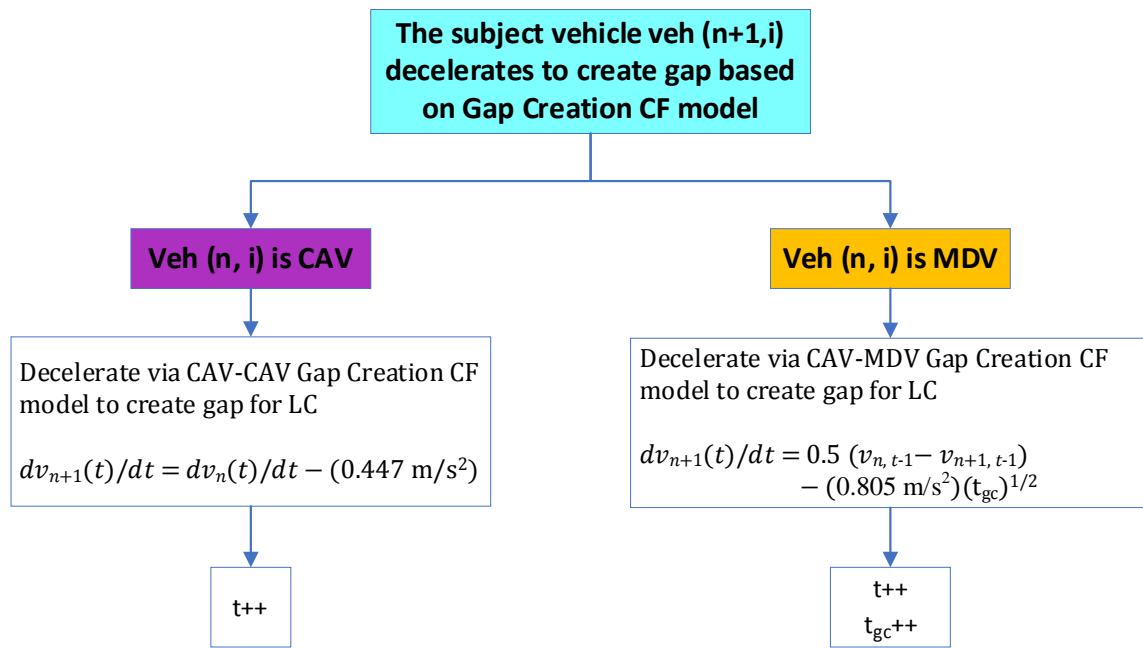 The subject vehicle veh (n+1,i)
decelerates to create gap based
on Gap Creation CF model
Veh (n, i) is CAV
Veh (n, i) is MDV
Decelerate via CAV-CAV Gap Creation CF
model to create gap for LC
dv_{n+1}(t)/dt = dv_n(t)/dt − (0.447 m/s²)
Decelerate via CAV-MDV Gap Creation CF
model to create gap for LC
dv_{n+1}(t)/dt = 0.5 (v_{n, t-1} − v_{n+1, t-1})
− (0.805 m/s²)(t_{gc})^{1/2}
t++
t++
t_{gc}++